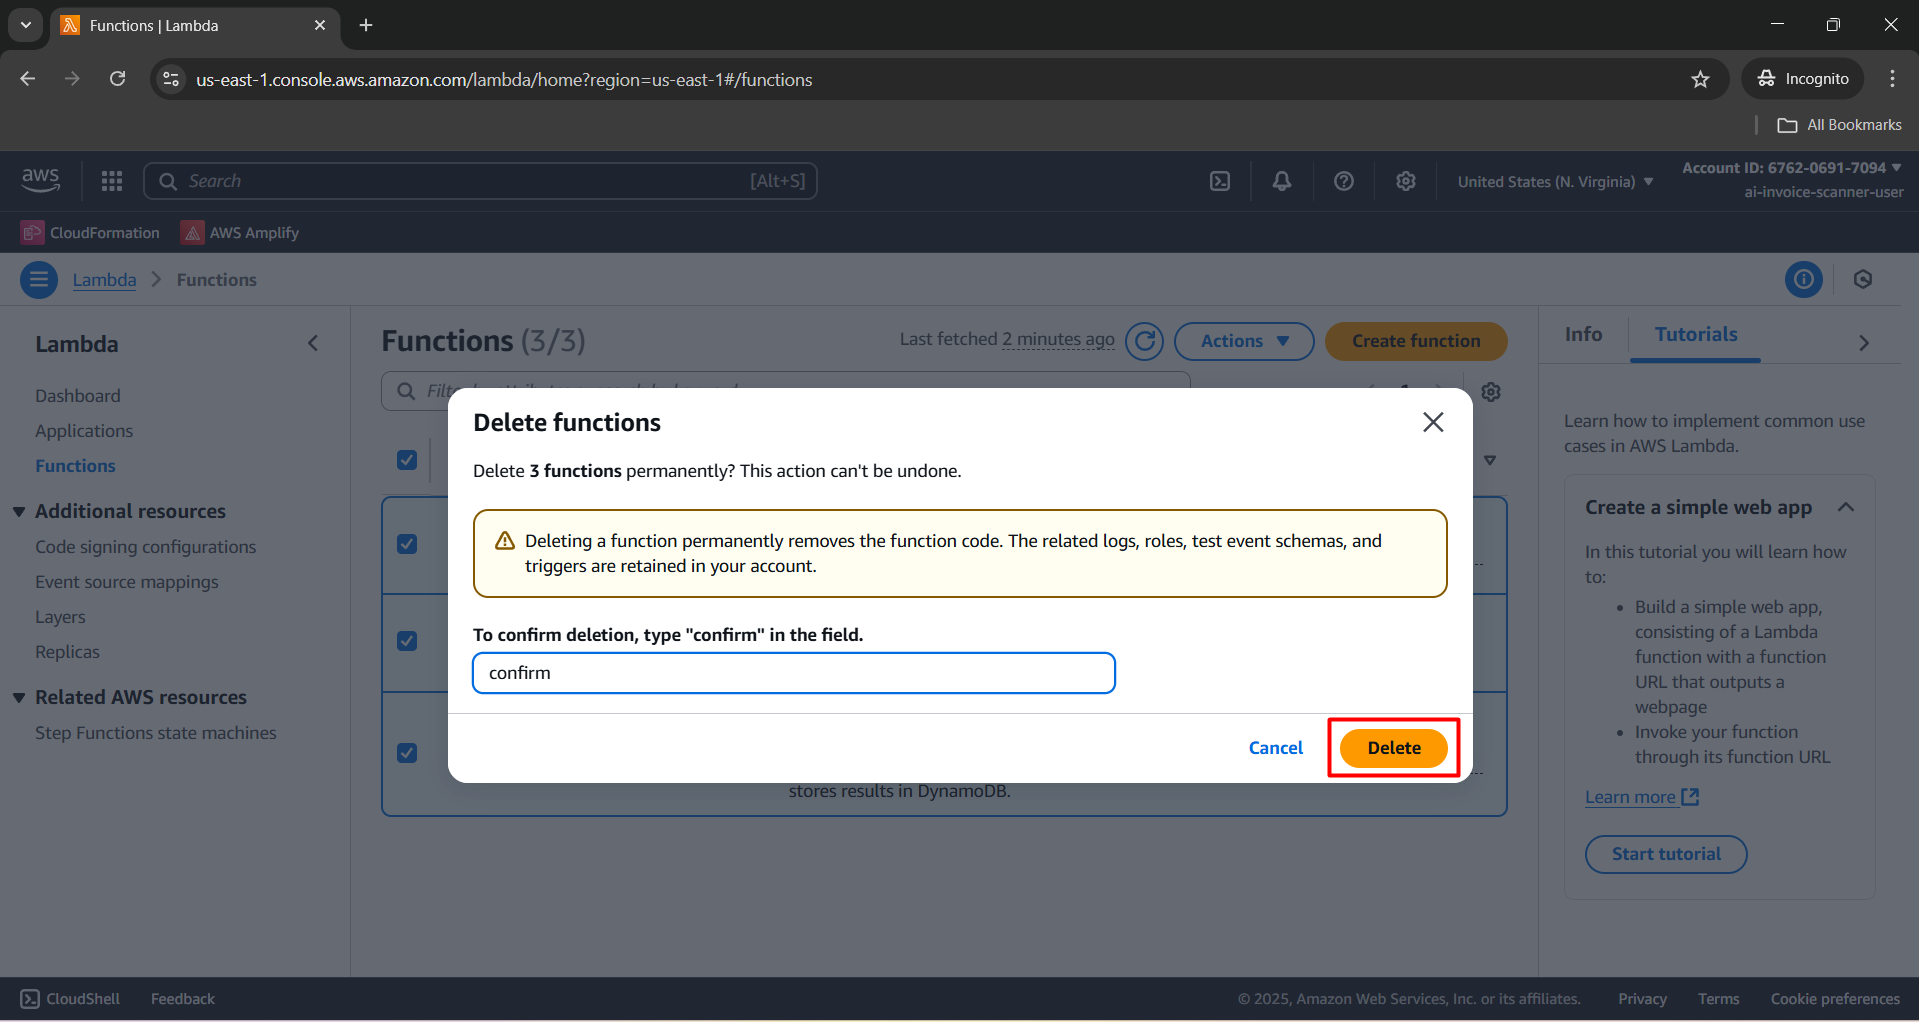 Functions | Lambda
us-east-1.console.aws.amazon.com/lambda/home?region=us-east-1#/functions
Incognito
All Bookmarks
aws
Search
[Alt+S]
United States (N. Virginia)
Account ID: 6762-0691-7094
ai-invoice-scanner-user
CloudFormation
AWS Amplify
Lambda
Functions
Lambda
Dashboard
Applications
Functions
Additional resources
Code signing configurations
Event source mappings
Layers
Replicas
Related AWS resources
Step Functions state machines
Functions (3/3)
Last fetched 2 minutes ago
Actions
Create function
Delete functions
Delete 3 functions permanently? This action can't be undone.
Deleting a function permanently removes the function code. The related logs, roles, test event schemas, and
triggers are retained in your account.
To confirm deletion, type "confirm" in the field.
confirm
Cancel
Delete
stores results in DynamoDB.
Info
Tutorials
Learn how to implement common use
cases in AWS Lambda.
Create a simple web app
In this tutorial you will learn how
to:
• Build a simple web app,
consisting of a Lambda
function with a function
URL that outputs a
webpage
• Invoke your function
through its function URL
Learn more
Start tutorial
CloudShell
Feedback
© 2025, Amazon Web Services, Inc. or its affiliates.
Privacy
Terms
Cookie preferences